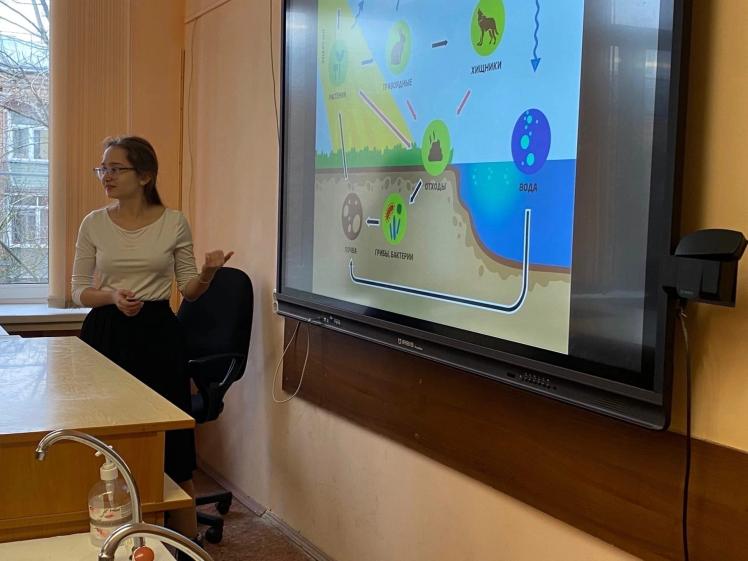 ХИЩНИКИ
ТРАВОЯДНЫЕ
РАСТЕНИЯ
ОТХОДЫ
ВОДА
ПОЧВА
ГРИБЫ, БАКТЕРИИ